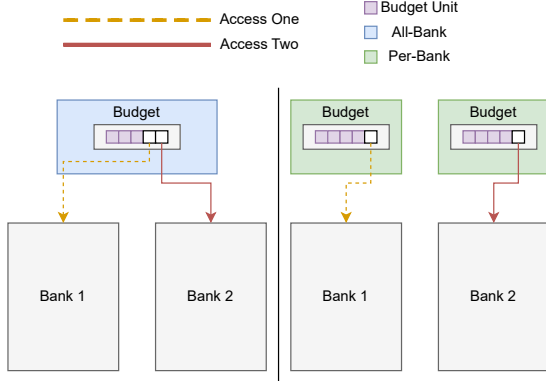 Access One
Access Two
Budget Unit
All-Bank
Per-Bank
Budget
Budget
Budget
Bank 1
Bank 2
Bank 1
Bank 2